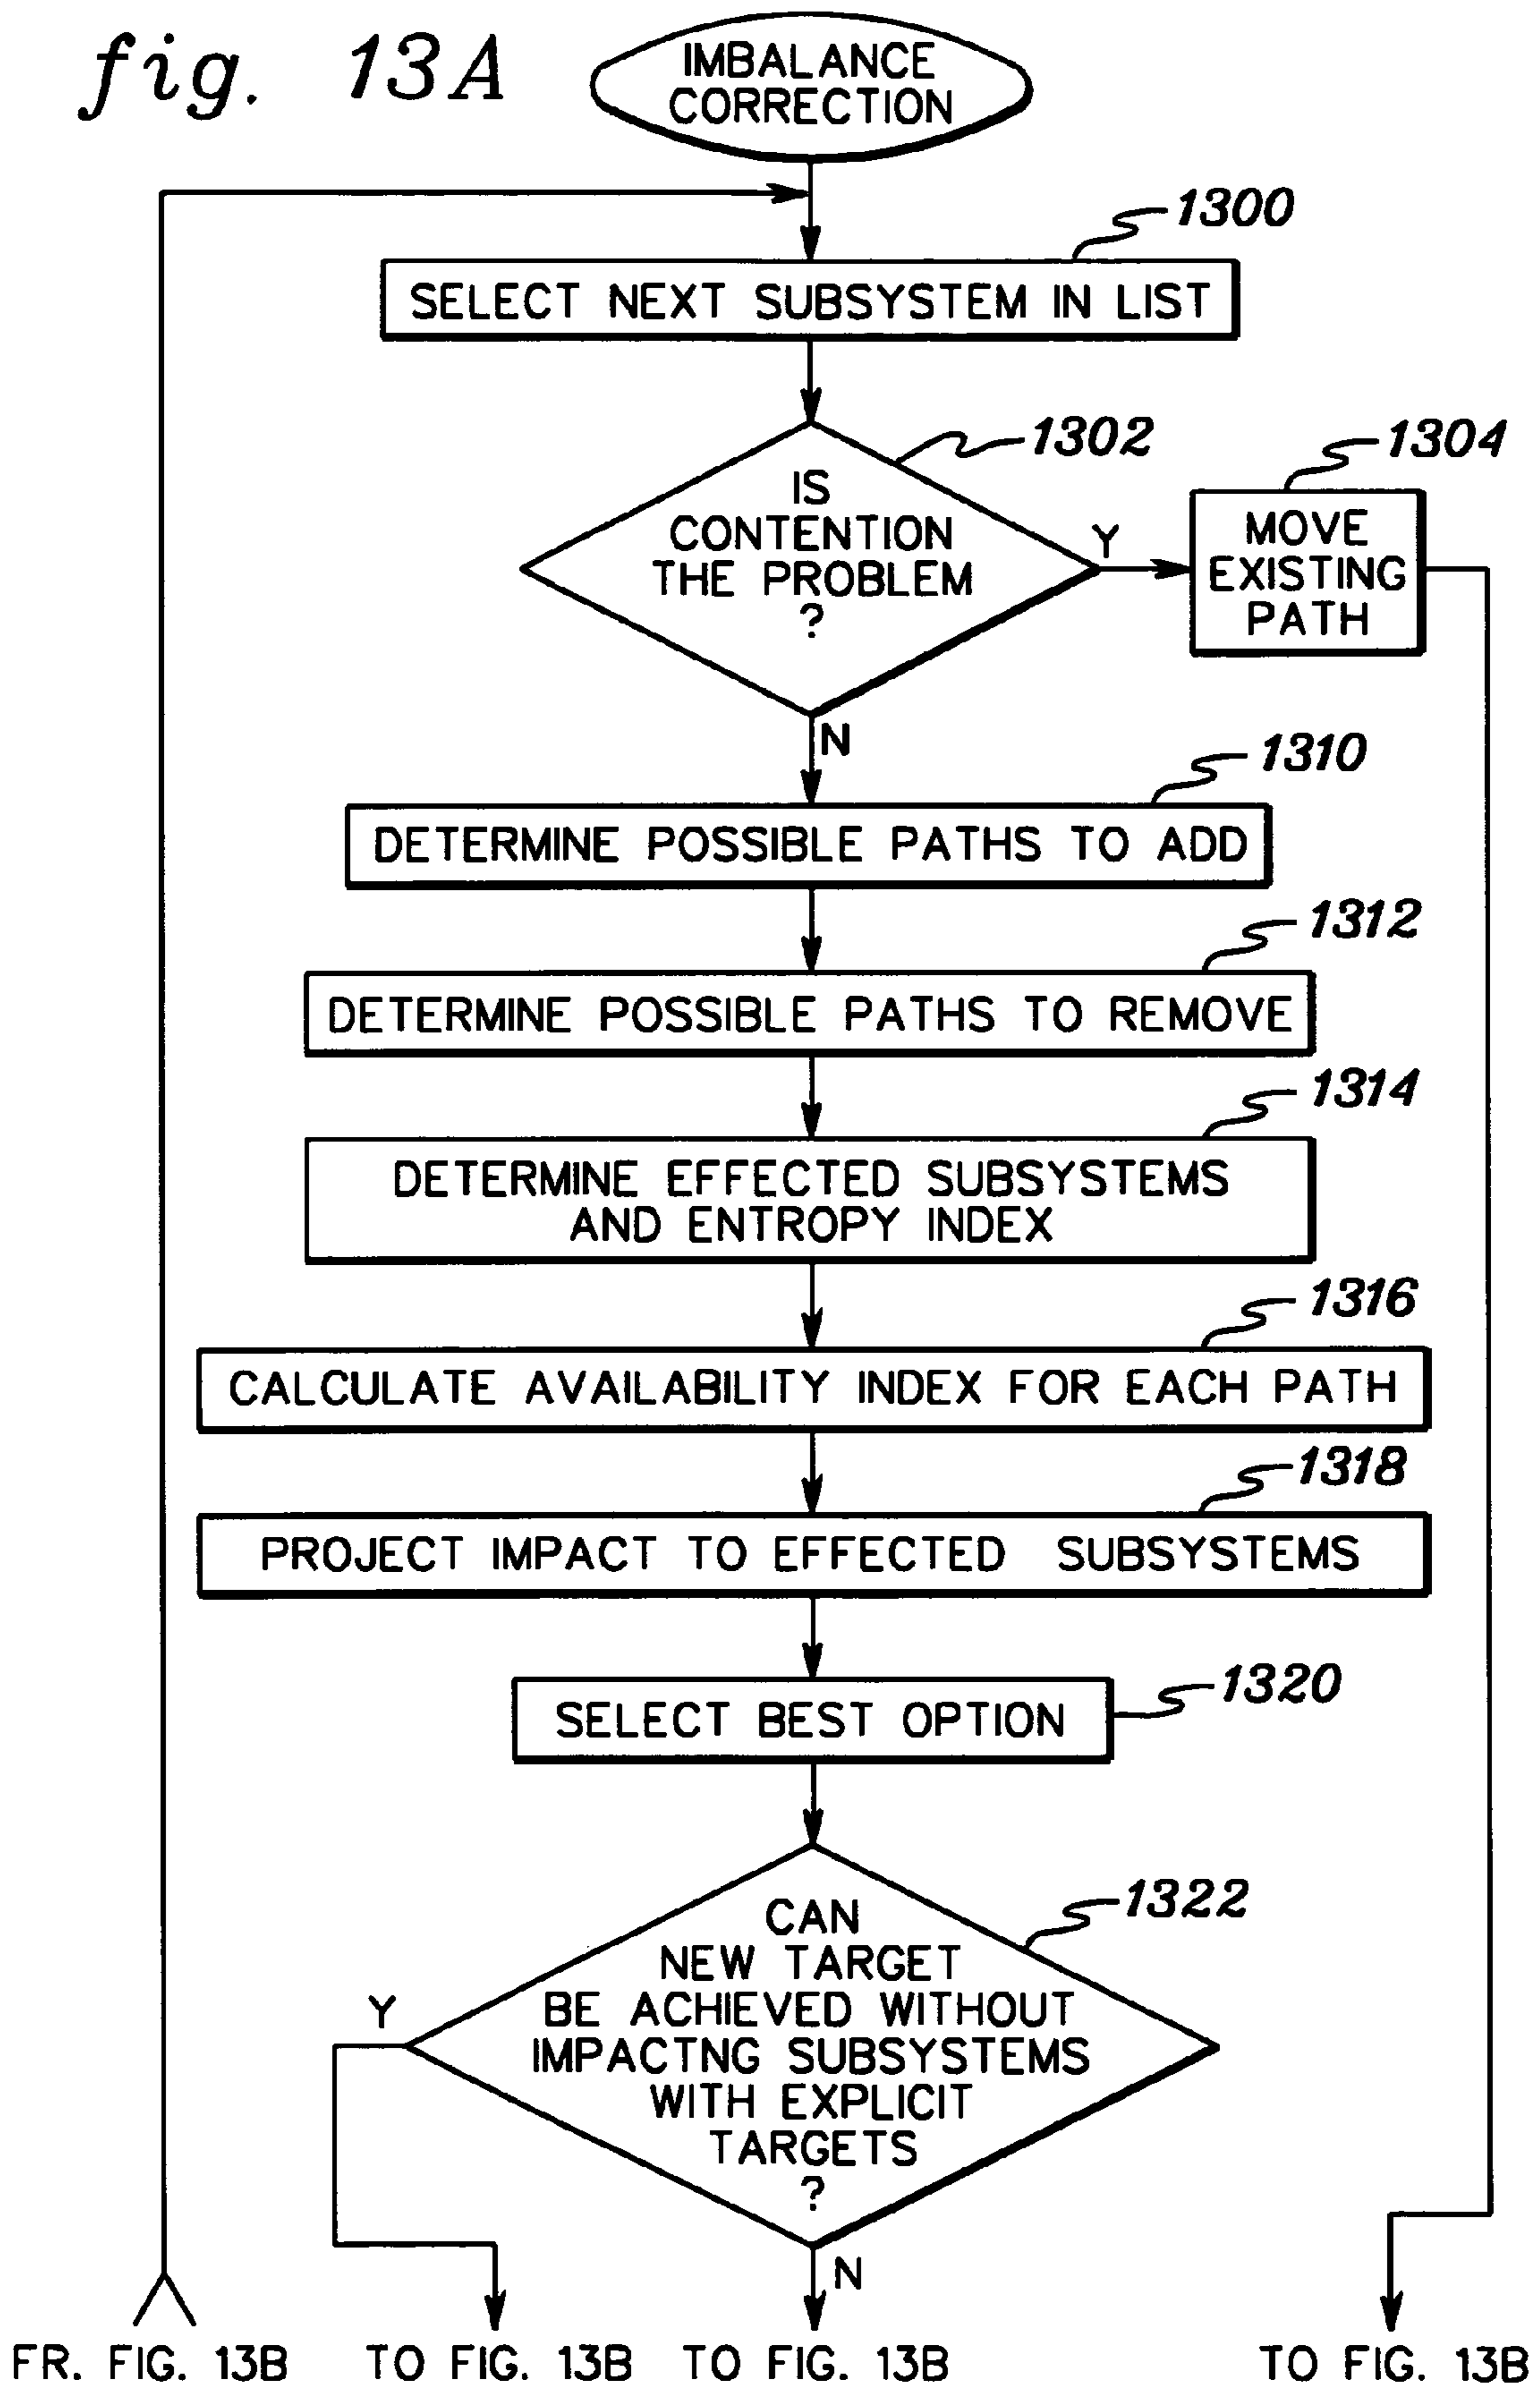 fig. 13A
IMBALANCE
CORRECTION
1300
SELECT NEXT SUBSYSTEM IN LIST
1302
1304
IS
CONTENTION
THE PROBLEM
?
Y
MOVE
EXISTING
PATH
N
1310
DETERMINE POSSIBLE PATHS TO ADD
1312
DETERMINE POSSIBLE PATHS TO REMOVE
1314
DETERMINE EFFECTED SUBSYSTEMS
AND ENTROPY INDEX
1316
CALCULATE AVAILABILITY INDEX FOR EACH PATH
1318
PROJECT IMPACT TO EFFECTED SUBSYSTEMS
1320
SELECT BEST OPTION
1322
CAN
NEW TARGET
BE ACHIEVED WITHOUT
IMPACTNG SUBSYSTEMS
WITH EXPLICIT
TARGETS
?
Y
N
FR. FIG. 13B
TO FIG. 13B
TO FIG. 13B
TO FIG. 13B